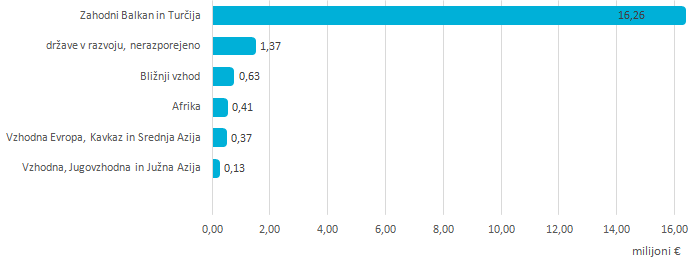 Zahodni Balkan in Turčija 16,26
države v razvoju, nerazporejeno 1,37
Bližnji vzhod 0,63
Afrika 0,41
Vzhodna Evropa, Kavkaz in Srednja Azija 0,37
Vzhodna, Jugovzhodna in Južna Azija 0,13
0,00 2,00 4,00 6,00 8,00 10,00 12,00 14,00 16,00
milijoni €